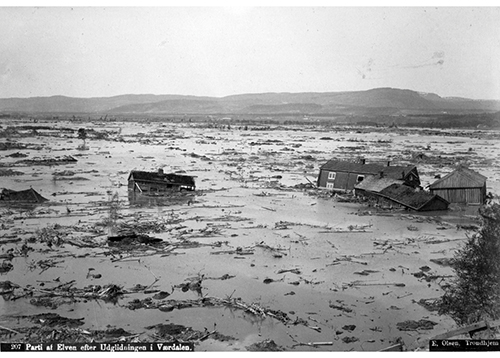 207 Parti af Elven efter Udglidningen i Værdalen.
E. Olsen. Trondhjem